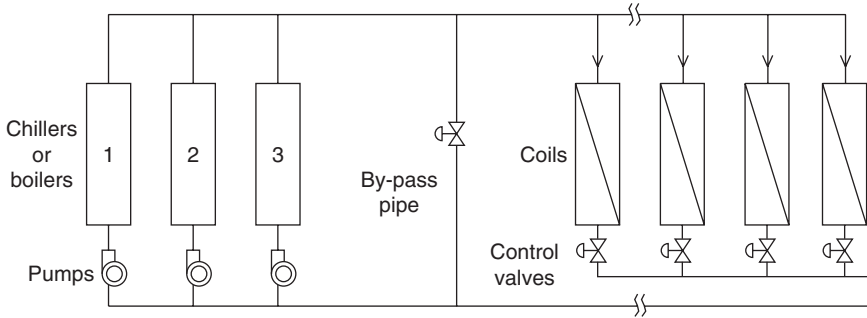 Chillers
or
boilers
1
2
3
By-pass
pipe
Coils
Pumps
Control
valves